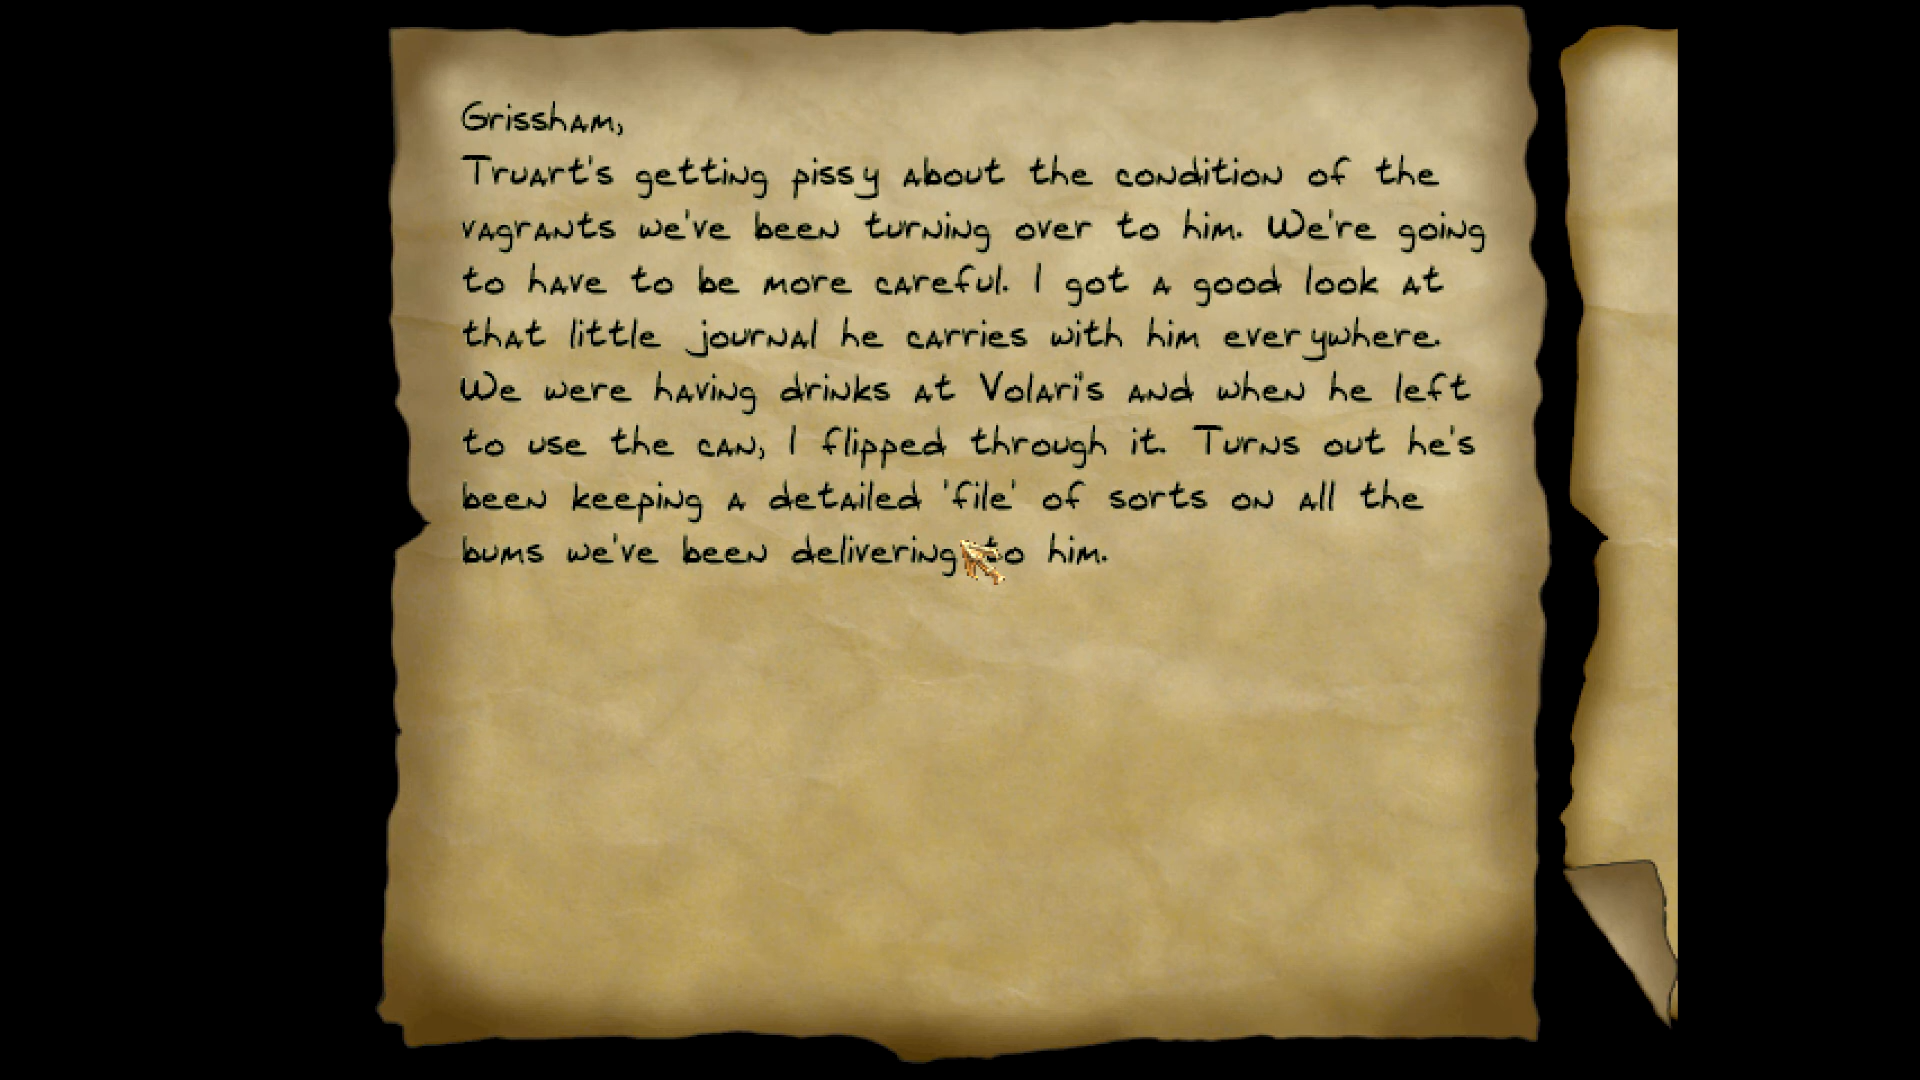 Grissham,
Truart's getting pissy about the condition of the
vagrants we've been turning over to him. We're going
to have to be more careful. I got a good look at
that little journal he carries with him everywhere.
We were having drinks at Volari's and when he left
to use the can, I flipped through it. Turns out he's
been keeping a detailed 'file' of sorts on all the
bums we've been delivering to him.